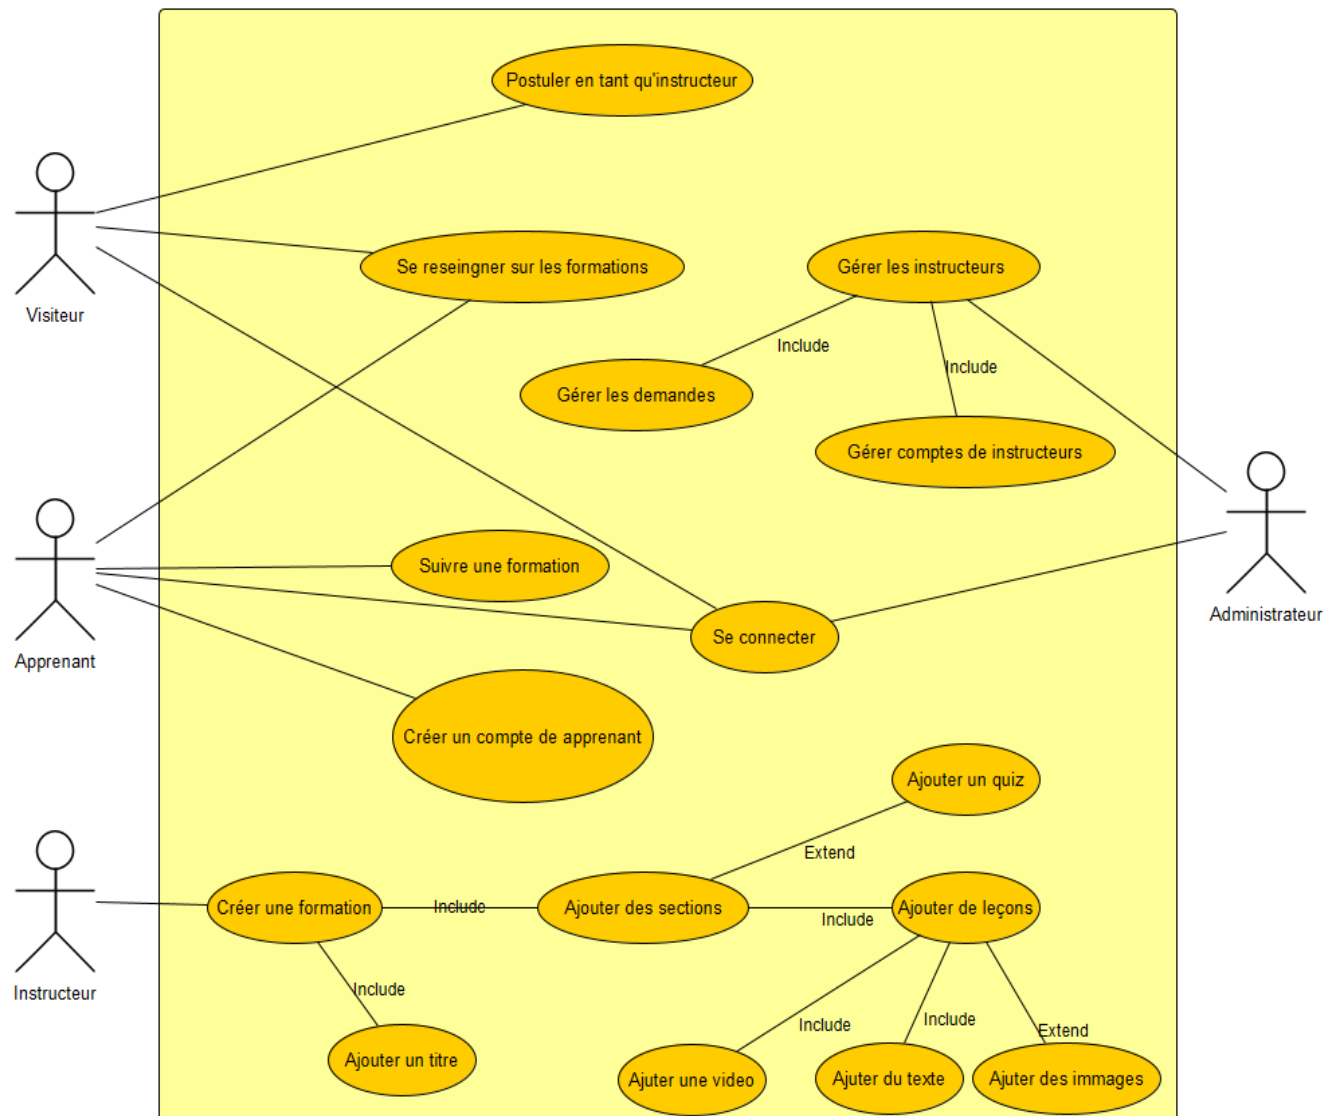 Postuler en tant qu'instructeur
Visiteur
Se reseingner sur les formations
Gérer les instructeurs
Include
Include
Gérer les demandes
Gérer comptes de instructeurs
Administrateur
Apprenant
Suivre une formation
Se connecter
Créer un compte de apprenant
Ajouter un quiz
Extend
Instructeur
Créer une formation
Include
Ajouter des sections
Include
Ajouter de leçons
Include
Ajouter un titre
Include
Include
Extend
Ajuter une video
Ajuter du texte
Ajuter des immages